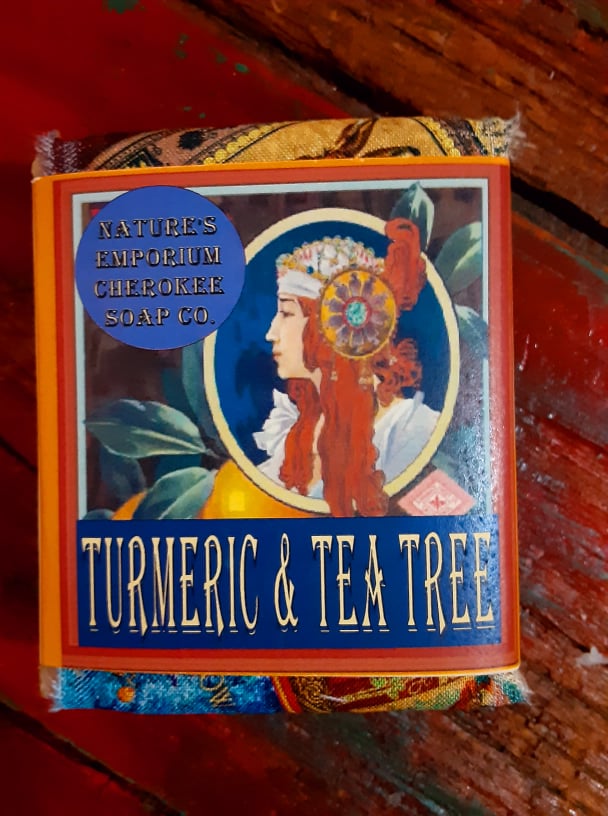 NATURE'S
EMPORIUM
CHEROKEE
SOAP CO.
TURMERIC & TEA TREE